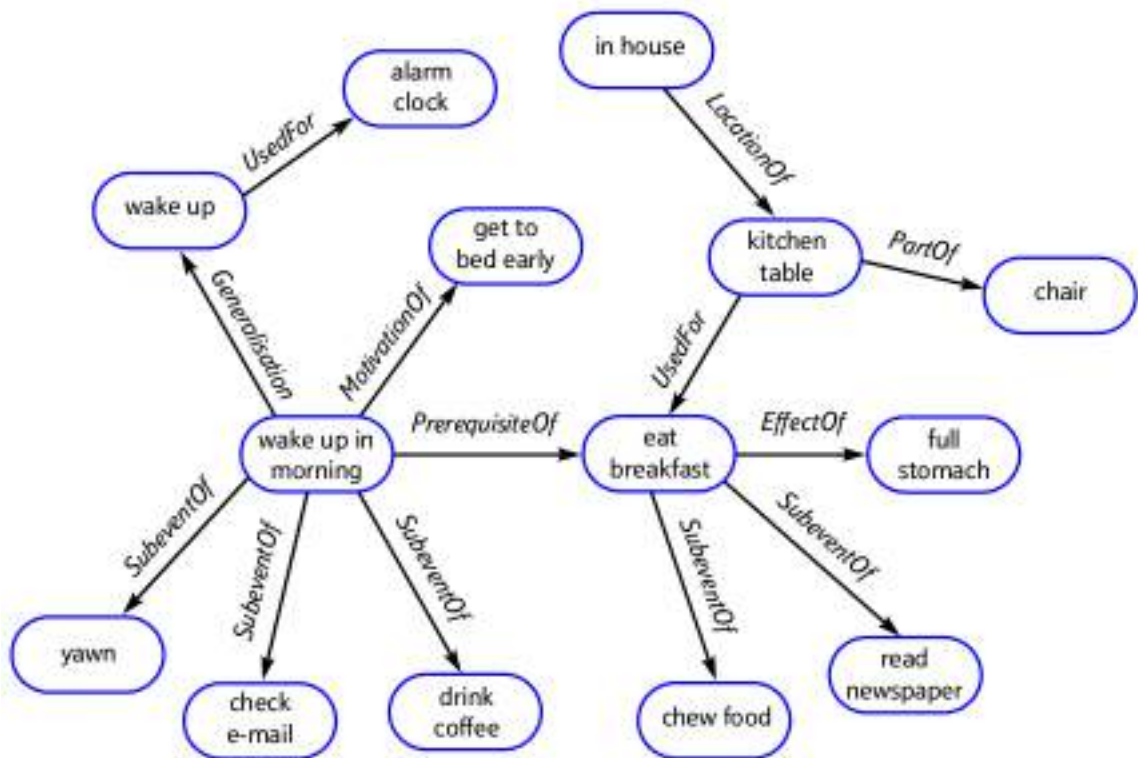 in house
alarm
clock
UsedFor
LocationOf
wake up
get to
bed early
kitchen
table
PartOf
chair
Generalisation
MotivationOf
UsedFor
wake up in
morning
PrerequisiteOf
eat
breakfast
EffectOf
full
stomach
SubeventOf
SubeventOf
SubeventOf
SubeventOf
SubeventOf
yawn
check
e-mail
drink
coffee
chew food
read
newspaper